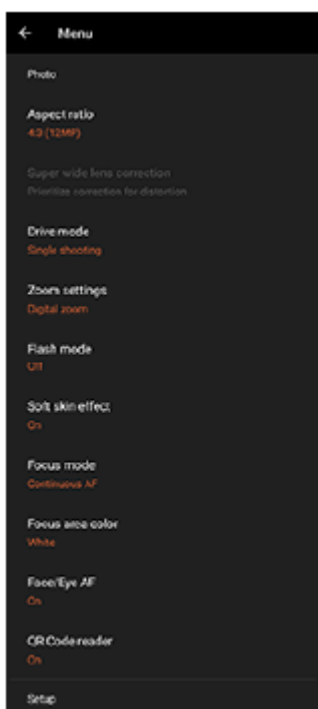 Menu
Photo
Aspect ratio
4:3 (12MP)
Super wide lens correction
Prioritize correction for distortion
Drive mode
Single shooting
Zoom settings
Digital zoom
Flash mode
Off
Soft skin effect
On
Focus mode
Continuous AF
Focus area color
White
Face/Eye AF
On
QR Code reader
On
Setup